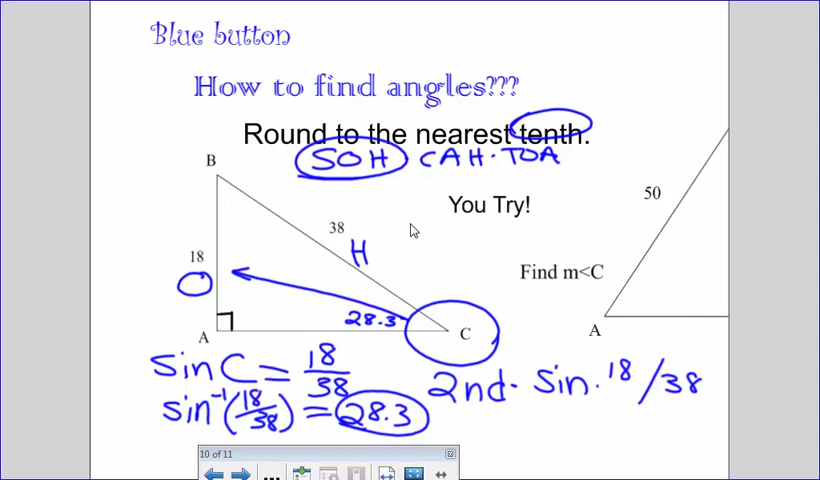 Blue button
How to find angles???
Round to the nearest tenth.
SOH CAH·TOA
B
You Try!
50
38
H
18
O
Find m<C
28.3
A
C
A
sin C = 18/38
2nd· sin· 18/38
sin⁻¹(18/38) = 28.3
10 of 11
...